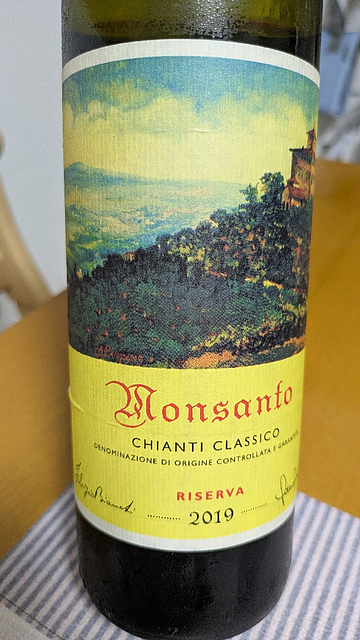 Monsanto
CHIANTI CLASSICO
DENOMINAZIONE DI ORIGINE CONTROLLATA E GARANTITA
RISERVA
2019